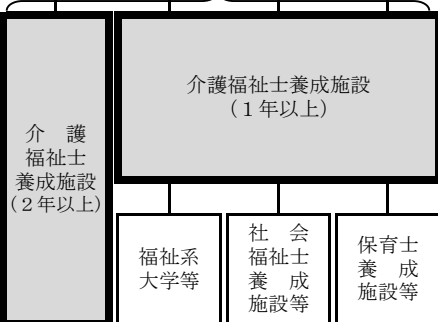 介護福祉士養成施設
（１年以上）
介　護
福祉士
養成施設
（２年以上）
福祉系
大学等
社　会
福祉士
養　成
施設等
保育士
養　成
施設等